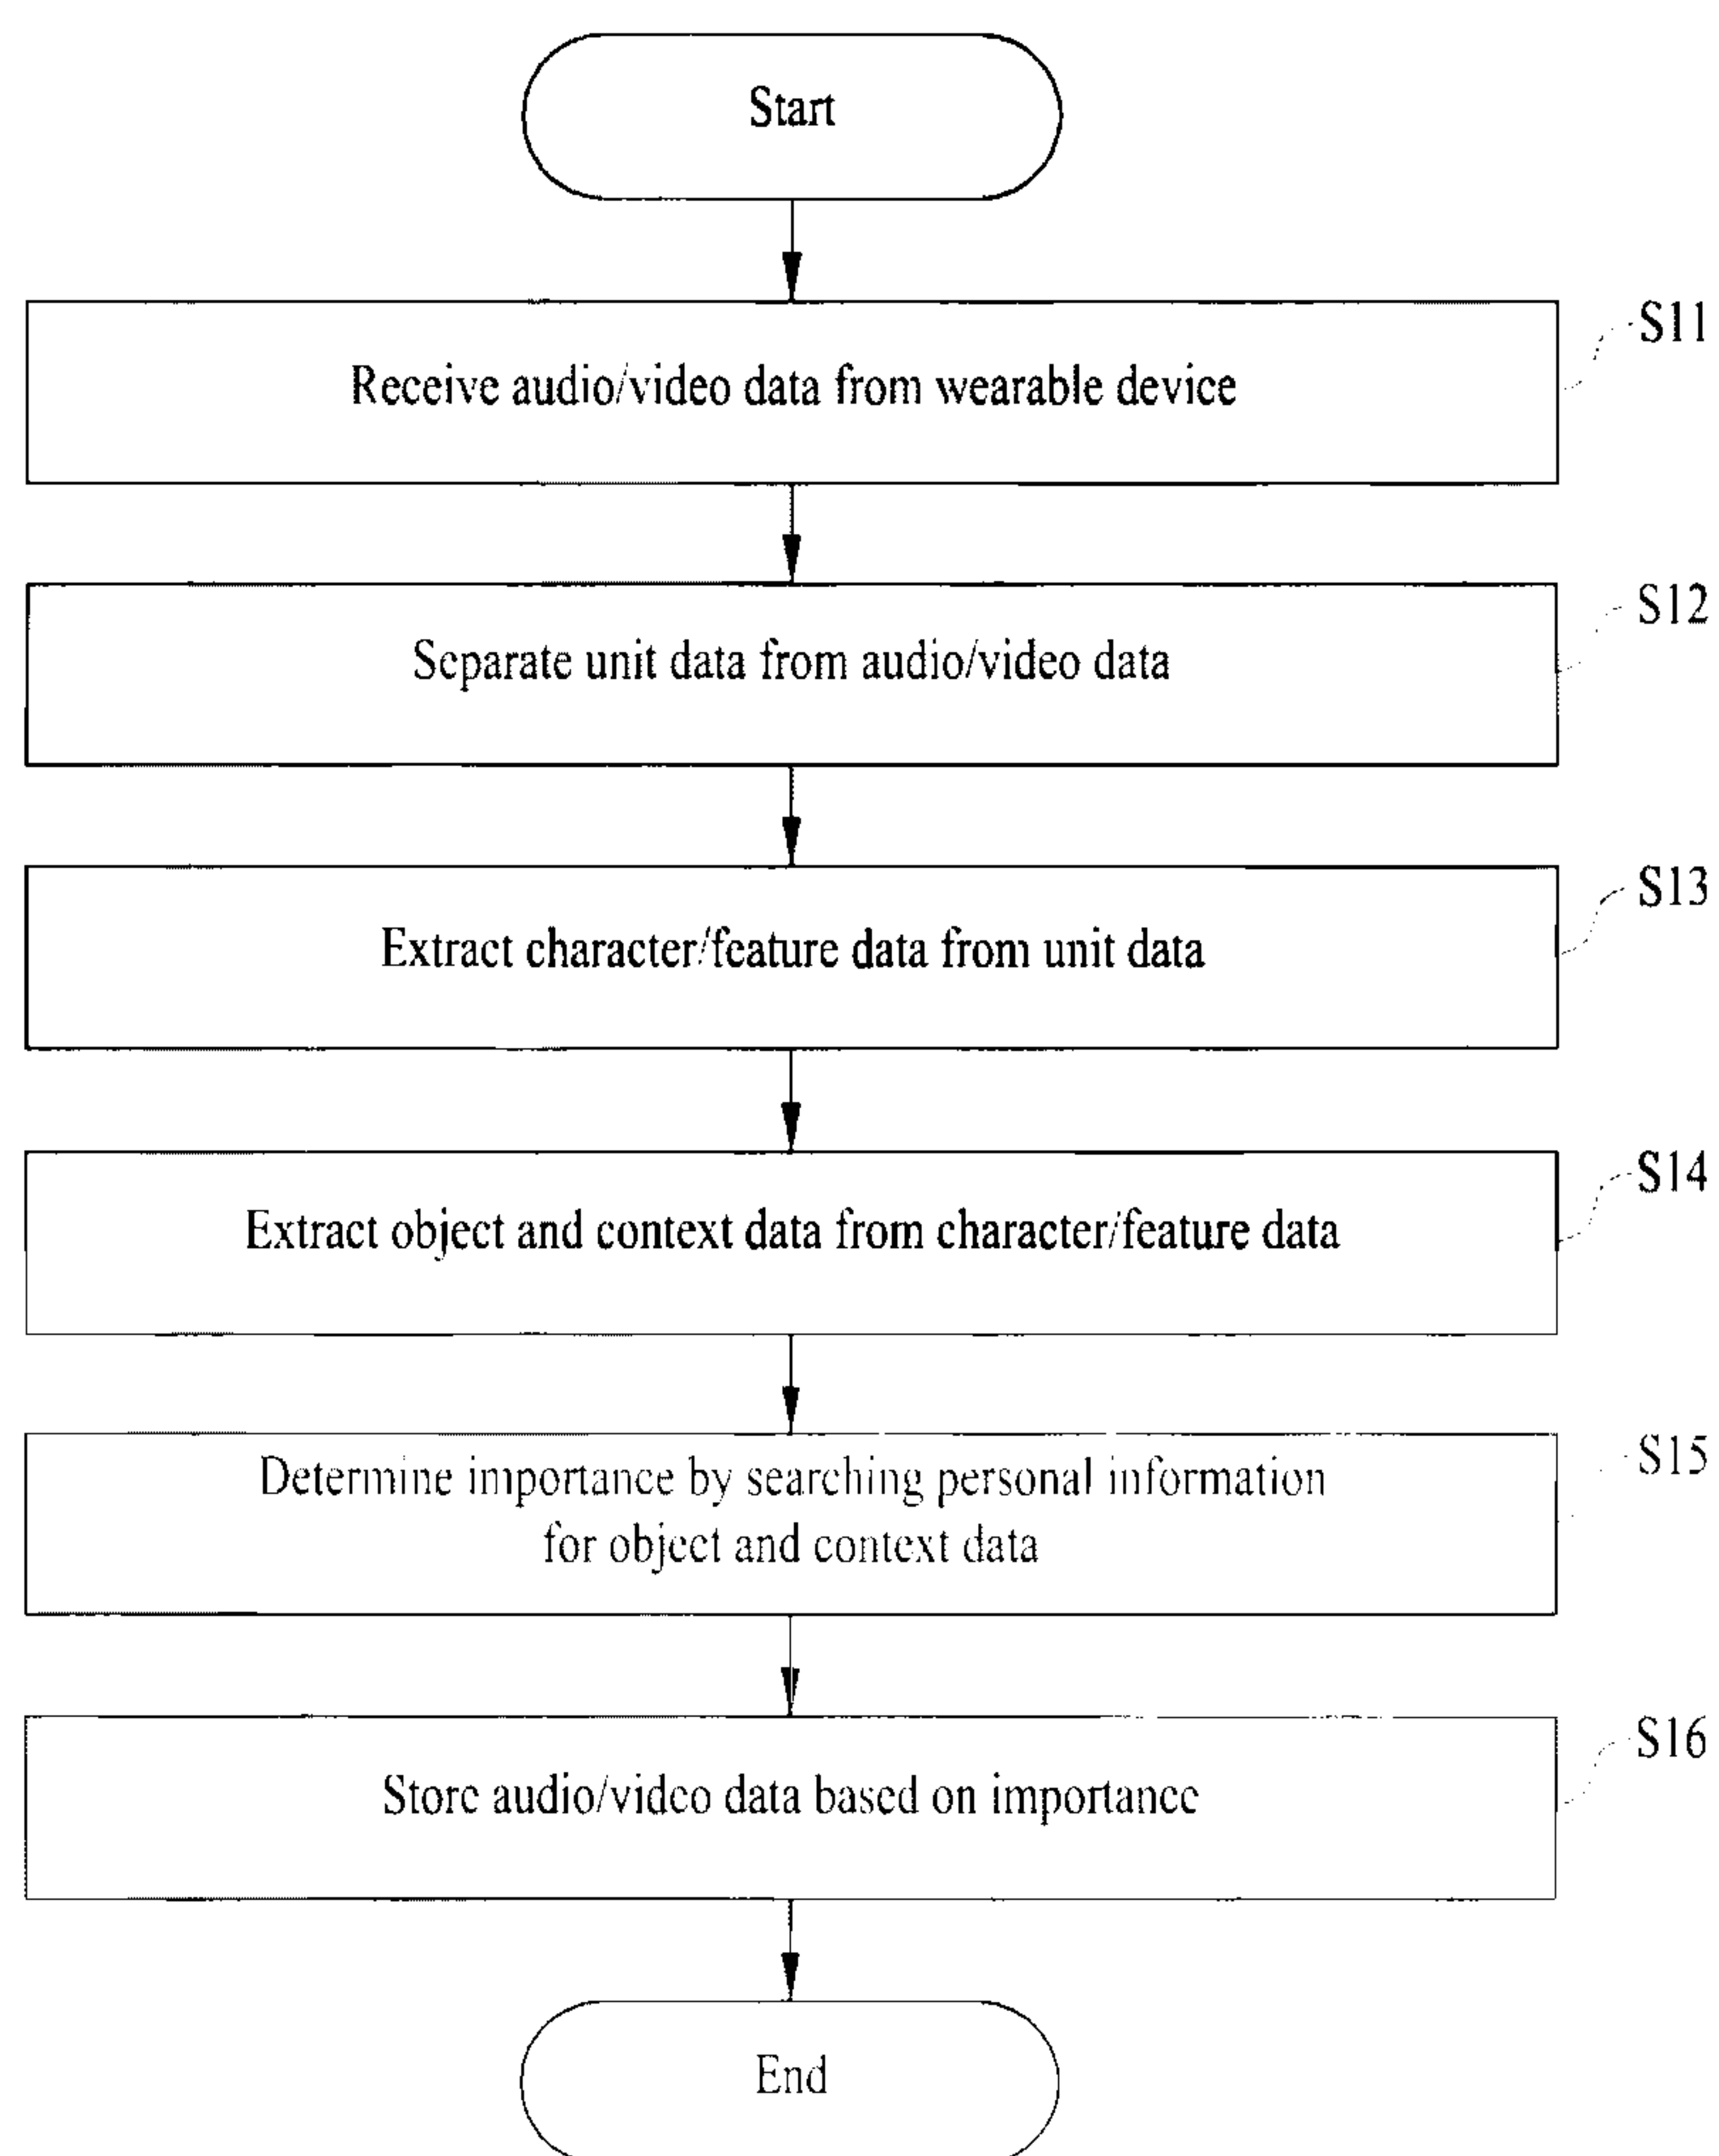 Start
Receive audio/video data from wearable device
S11
Separate unit data from audio/video data
S12
Extract character/feature data from unit data
S13
Extract object and context data from character/feature data
S14
Determine importance by searching personal information
for object and context data
S15
Store audio/video data based on importance
S16
End